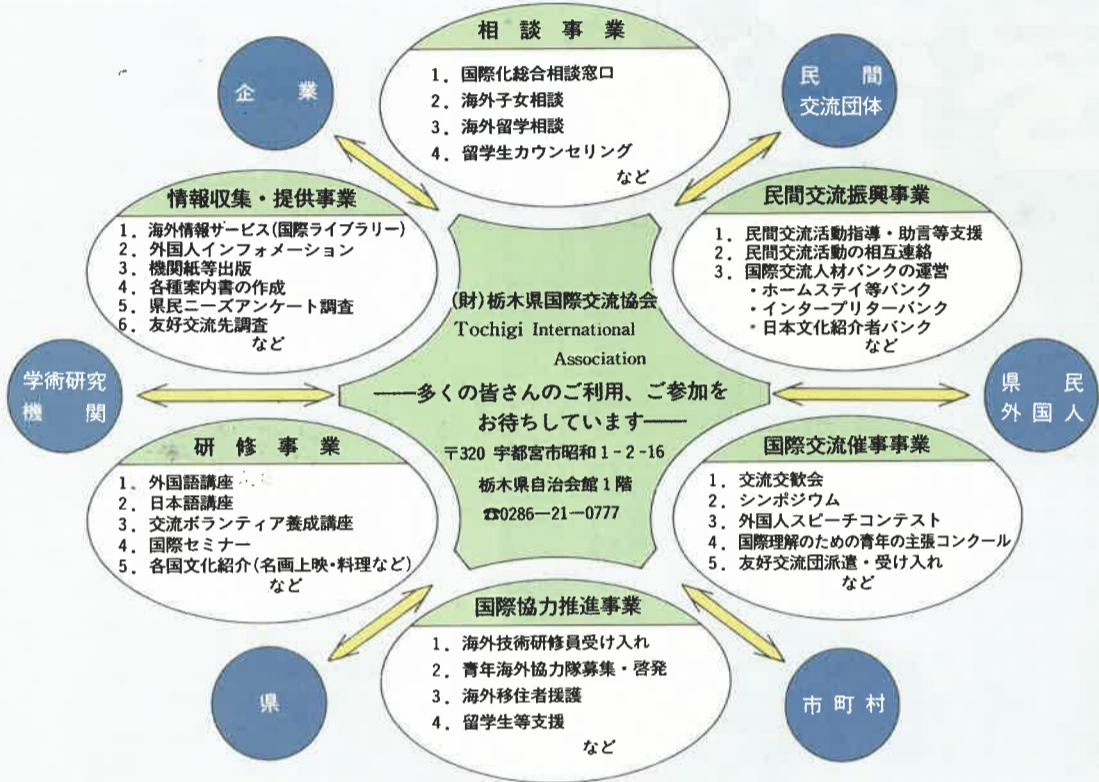 相談事業
1. 国際化総合相談窓口
2. 海外子女相談
3. 海外留学相談
4. 留学生カウンセリング
など
企業
民間
交流団体
情報収集・提供事業
1. 海外情報サービス(国際ライブラリー)
2. 外国人インフォメーション
3. 機関紙等出版
4. 各種案内書の作成
5. 県民ニーズアンケート調査
6. 友好交流先調査
など
民間交流振興事業
1. 民間交流活動指導・助言等支援
2. 民間交流活動の相互連絡
3. 国際交流人材バンクの運営
・ホームステイ等バンク
・インタープリターバンク
・日本文化紹介者バンク
など
(財)栃木県国際交流協会
Tochigi International
Association
──多くの皆さんのご利用、ご参加を
お待ちしています──
〒320 宇都宮市昭和1-2-16
栃木県自治会館1階
☎0286―21―0777
学術研究
機関
県民
外国人
研修事業
1. 外国語講座
2. 日本語講座
3. 交流ボランティア養成講座
4. 国際セミナー
5. 各国文化紹介(名画上映・料理など)
など
国際交流催事事業
1. 交流交歓会
2. シンポジウム
3. 外国人スピーチコンテスト
4. 国際理解のための青年の主張コンクール
5. 友好交流団派遣・受け入れ
など
国際協力推進事業
1. 海外技術研修員受け入れ
2. 青年海外協力隊募集・啓発
3. 海外移住者援護
4. 留学生等支援
など
県
市町村